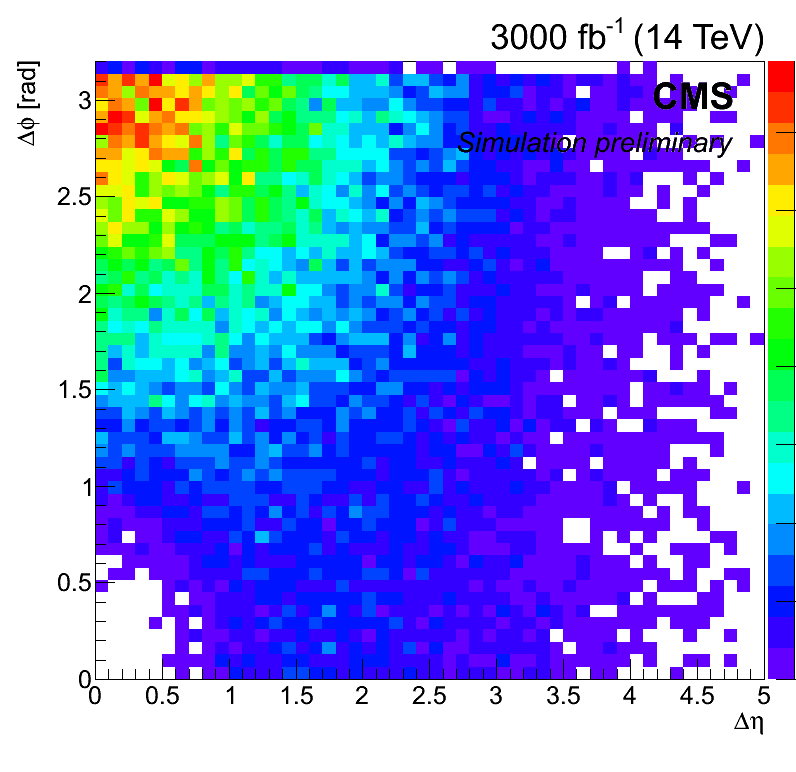 3000 fb⁻¹ (14 TeV)
Δϕ [rad]
CMS
Simulation preliminary
3
2.5
2
1.5
1
0.5
0
0 0.5 1 1.5 2 2.5 3 3.5 4 4.5 5
Δη